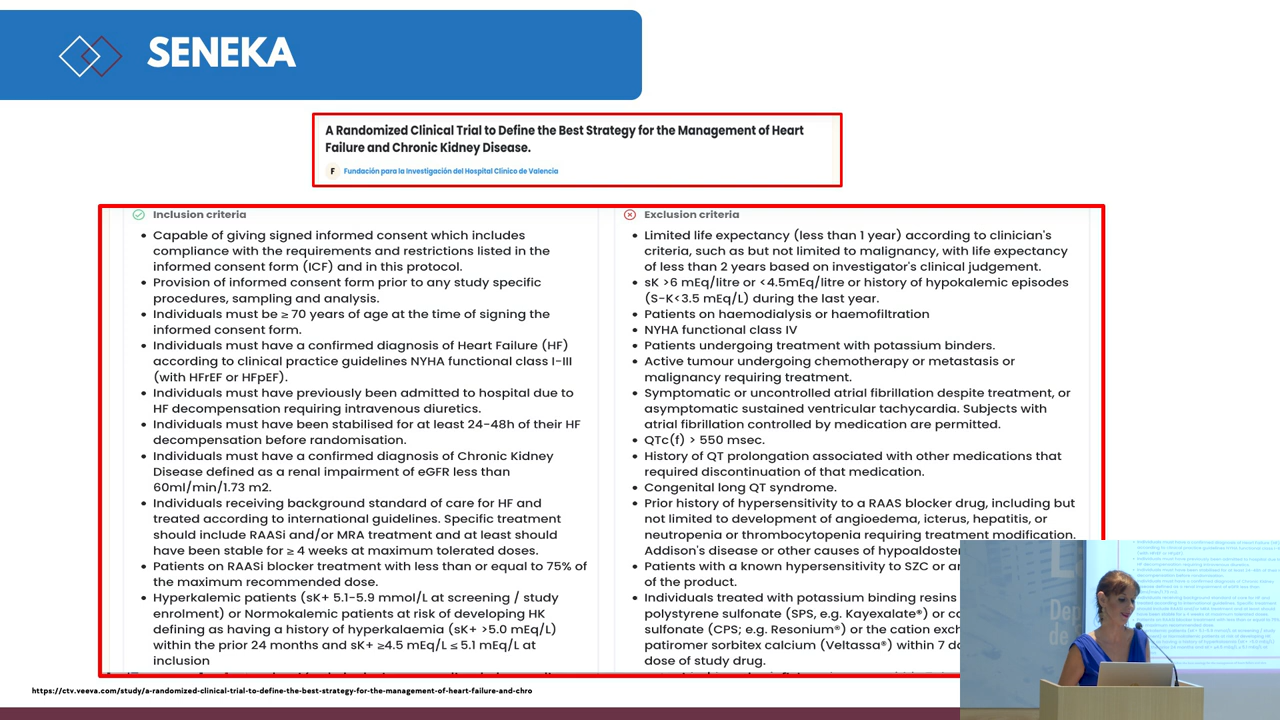 SENEKA
A Randomized Clinical Trial to Define the Best Strategy for the Management of Heart
Failure and Chronic Kidney Disease.
F Fundación para la Investigación del Hospital Clínico de Valencia
Inclusion criteria
• Capable of giving signed informed consent which includes
compliance with the requirements and restrictions listed in the
informed consent form (ICF) and in this protocol.
• Provision of informed consent form prior to any study specific
procedures, sampling and analysis.
• Individuals must be ≥ 70 years of age at the time of signing the
informed consent form.
• Individuals must have a confirmed diagnosis of Heart Failure (HF)
according to clinical practice guidelines NYHA functional class I-III
(with HFrEF or HFpEF).
• Individuals must have previously been admitted to hospital due to
HF decompensation requiring intravenous diuretics.
• Individuals must have been stabilised for at least 24-48h of their HF
decompensation before randomisation.
• Individuals must have a confirmed diagnosis of Chronic Kidney
Disease defined as a renal impairment of eGFR less than
60ml/min/1.73 m2.
• Individuals receiving background standard of care for HF and
treated according to international guidelines. Specific treatment
should include RAASi and/or MRA treatment and at least should
have been stable for ≥ 4 weeks at maximum tolerated doses.
• Patients on RAASi blocker treatment with less than or equal to 75% of
the maximum recommended dose.
• Hyperkalemic patients (sK+ 5.1-5.9 mmol/L at screening / study
enrolment) or Normokalemic patients at risk of developing HK
defining as having a history of hyperkalaemia (sK+ >5.0 mEq/L)
within the prior 24 months and sK+ ≥4.5 mEq/L ≤ 5.1 mEq/L at
inclusion
Exclusion criteria
• Limited life expectancy (less than 1 year) according to clinician's
criteria, such as but not limited to malignancy, with life expectancy
of less than 2 years based on investigator's clinical judgement.
• sK >6 mEq/litre or <4.5mEq/litre or history of hypokalemic episodes
(S-K<3.5 mEq/L) during the last year.
• Patients on haemodialysis or haemofiltration
• NYHA functional class IV
• Patients undergoing treatment with potassium binders.
• Active tumour undergoing chemotherapy or metastasis or
malignancy requiring treatment.
• Symptomatic or uncontrolled atrial fibrillation despite treatment, or
asymptomatic sustained ventricular tachycardia. Subjects with
atrial fibrillation controlled by medication are permitted.
• QTc(f) > 550 msec.
• History of QT prolongation associated with other medications that
required discontinuation of that medication.
• Congenital long QT syndrome.
• Prior history of hypersensitivity to a RAAS blocker drug, including but
not limited to development of angioedema, icterus, hepatitis, or
neutropenia or thrombocytopenia requiring treatment modification.
Addison's disease or other causes of hypoaldoster
• Patients with a known hypersensitivity to SZC or an
of the product.
• Individuals treated with potassium binding resins
polystyrene sulfonate (SPS, e.g. Kayexalate®) or c
sulfonate (CPS; e.g. Resonium®) or the cation exch
patiromer sorbitex calcium (Veltassa®) within 7 da
dose of study drug.
https://ctv.veeva.com/study/a-randomized-clinical-trial-to-define-the-best-strategy-for-the-management-of-heart-failure-and-chro